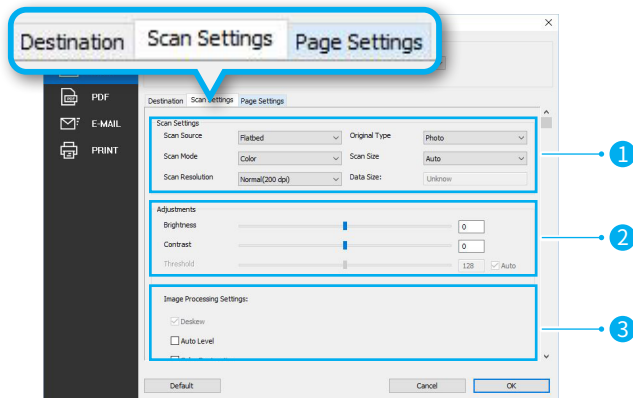 Destination Scan Settings Page Settings
PDF
E-MAIL
PRINT
Destination Scan Settings Page Settings
Scan Settings
Scan Source Flatbed Original Type Photo
Scan Mode Color Scan Size Auto
Scan Resolution Normal(200 dpi) Data Size: Unknow
1
Adjustments
Brightness 0
Contrast 0
Threshold 128 Auto
2
Image Processing Settings:
Deskew
Auto Level
3
Default Cancel OK